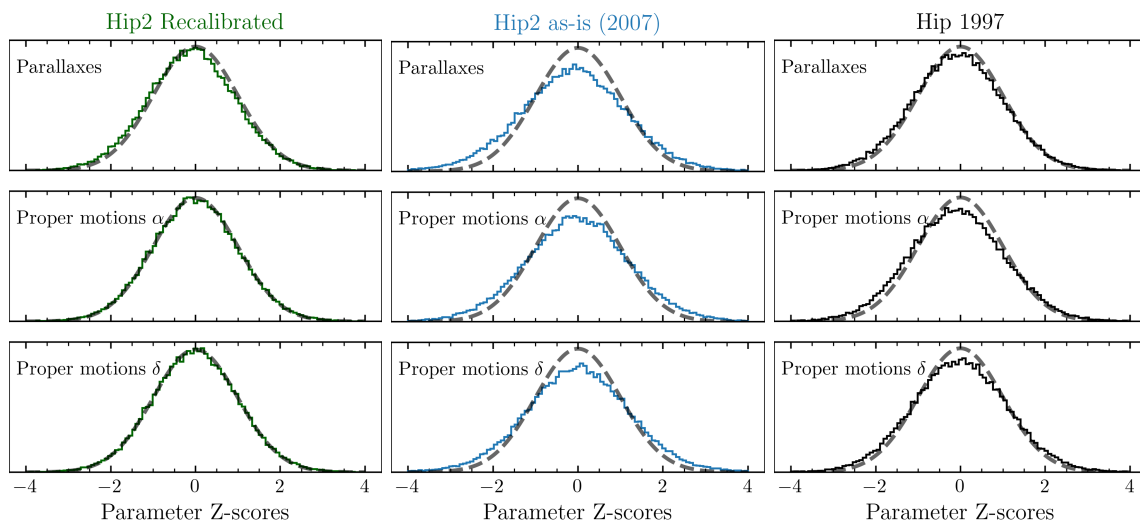 Hip2 Recalibrated
Hip2 as-is (2007)
Hip 1997
Parallaxes
Parallaxes
Parallaxes
Proper motions α
Proper motions α
Proper motions α
Proper motions δ
Proper motions δ
Proper motions δ
−4 −2 0 2 4
−4 −2 0 2 4
−4 −2 0 2 4
Parameter Z-scores
Parameter Z-scores
Parameter Z-scores